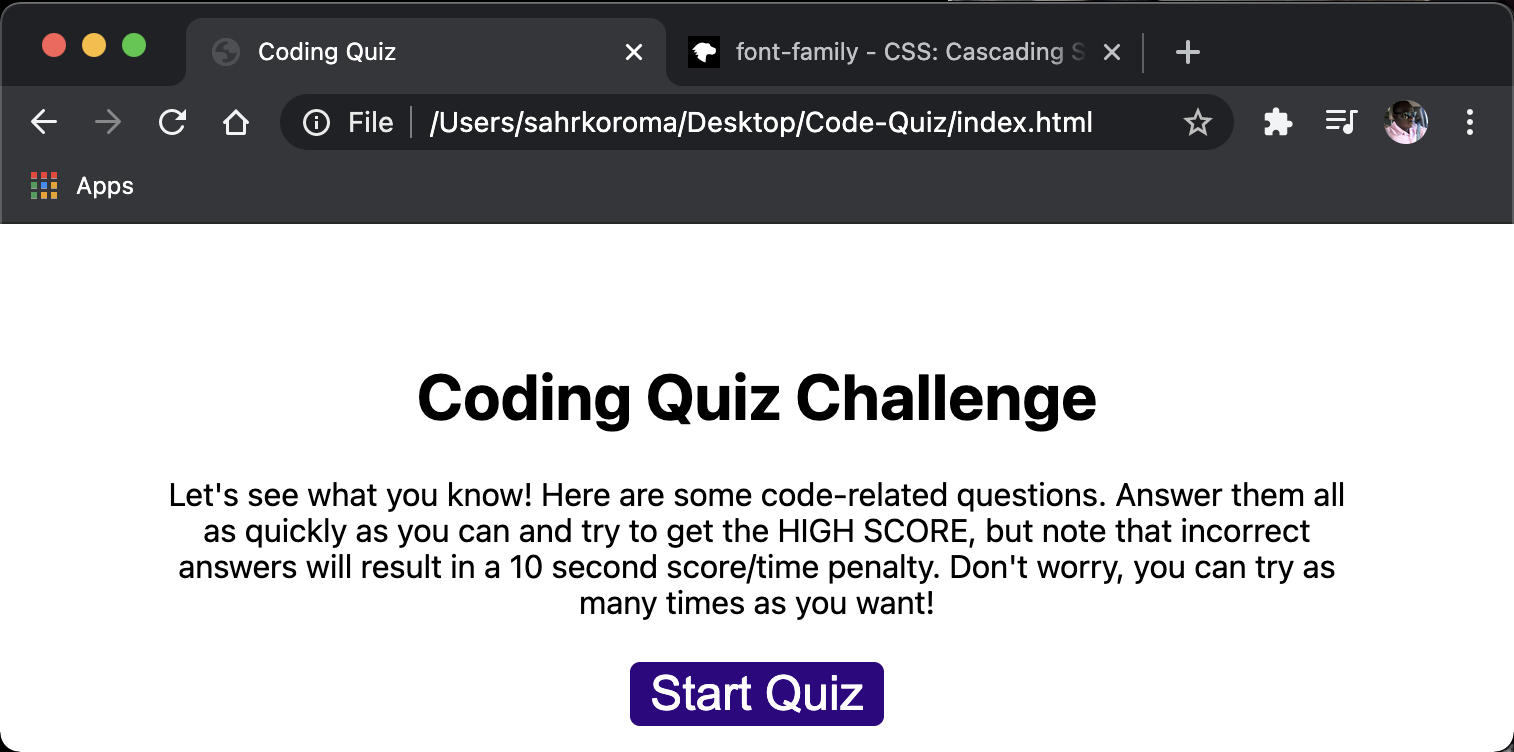 Coding Quiz
font-family - CSS: Cascading S
File
/Users/sahrkoroma/Desktop/Code-Quiz/index.html
Apps
Coding Quiz Challenge
Let's see what you know! Here are some code-related questions. Answer them all
as quickly as you can and try to get the HIGH SCORE, but note that incorrect
answers will result in a 10 second score/time penalty. Don't worry, you can try as
many times as you want!
Start Quiz